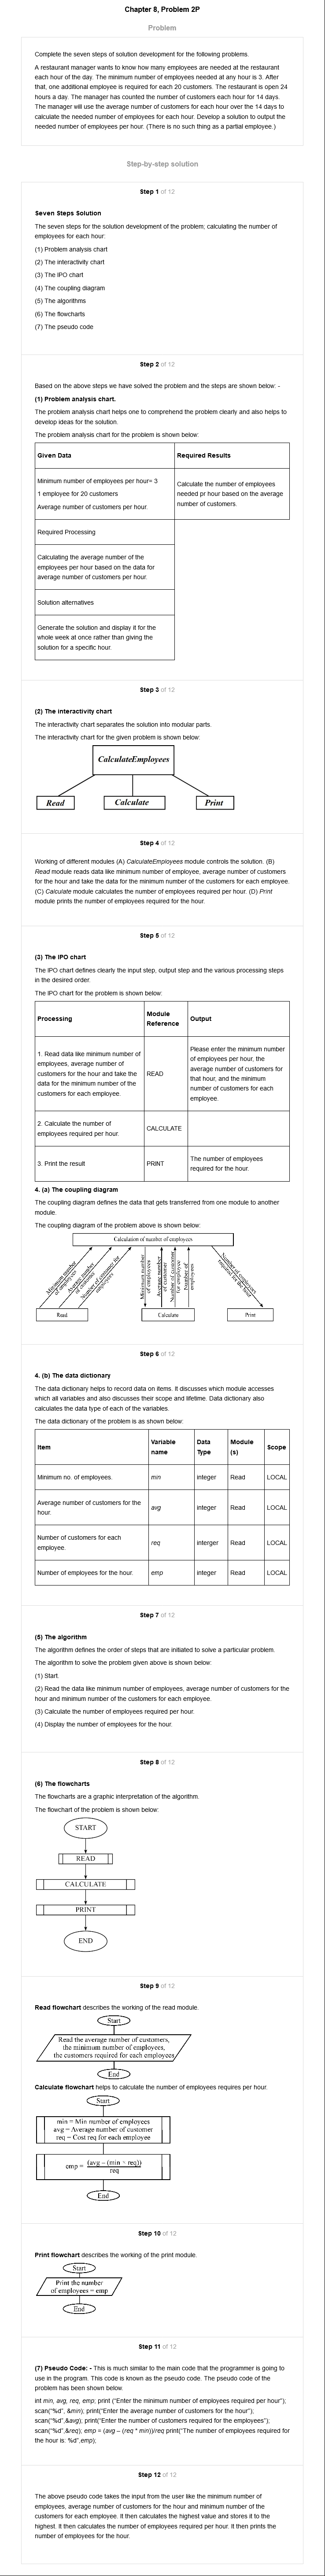 Chapter 8, Problem 2P
Problem
Complete the seven steps of solution development for the following problems.
A restaurant manager wants to know how many employees are needed at the restaurant
each hour of the day. The minimum number of employees needed at any hour is 3. After
that, one additional employee is required for each 20 customers. The restaurant is open 24
hours a day. The manager has counted the number of customers each hour for 14 days.
The manager will use the average number of customers for each hour over the 14 days to
calculate the needed number of employees for each hour. Develop a solution to output the
needed number of employees per hour. (There is no such thing as a partial employee.)
Step-by-step solution
Step 1 of 12
Seven Steps Solution
The seven steps for the solution development of the problem; calculating the number of
employees for each hour:
(1) Problem analysis chart
(2) The interactivity chart
(3) The IPO chart
(4) The coupling diagram
(5) The algorithms
(6) The flowcharts
(7) The pseudo code
Step 2 of 12
Based on the above steps we have solved the problem and the steps are shown below: -
(1) Problem analysis chart.
The problem analysis chart helps one to comprehend the problem clearly and also helps to
develop ideas for the solution.
The problem analysis chart for the problem is shown below:
Given Data
Required Results
Minimum number of employees per hour= 3
1 employee for 20 customers
Average number of customers per hour.
Calculate the number of employees
needed pr hour based on the average
number of customers.
Required Processing
Calculating the average number of the
employees per hour based on the data for
average number of customers per hour.
Solution alternatives
Generate the solution and display it for the
whole week at once rather than giving the
solution for a specific hour.
Step 3 of 12
(2) The interactivity chart
The interactivity chart separates the solution into modular parts.
The interactivity chart for the given problem is shown below:
CalculateEmployees
Read
Calculate
Print
Step 4 of 12
Working of different modules (A) CalculateEmployees module controls the solution. (B)
Read module reads data like minimum number of employee, average number of customers
for the hour and take the data for the minimum number of the customers for each employee.
(C) Calculate module calculates the number of employees required per hour. (D) Print
module prints the number of employees required for the hour.
Step 5 of 12
(3) The IPO chart
The IPO chart defines clearly the input step, output step and the various processing steps
in the desired order.
The IPO chart for the problem is shown below:
Processing
Module
Reference
Output
1. Read data like minimum number of
employees, average number of
customers for the hour and take the
data for the minimum number of the
customers for each employee.
READ
Please enter the minimum number
of employees per hour, the
average number of customers for
that hour, and the minimum
number of customers for each
employee.
2. Calculate the number of
employees required per hour.
CALCULATE
3. Print the result
PRINT
The number of employees
required for the hour.
4. (a) The coupling diagram
The coupling defines the data that gets transferred from one module to another
module.
The coupling diagram of the problem above is shown below:
Calculation of number of employees
Minimum number
of employees
Average number
of customer
Number of customers for
employees
Minimum number
of employees
Average number
of customers
Number of customer
for employee
Number of
employees
Number of employees
required for the hour
Read
Calculate
Print
Step 6 of 12
4. (b) The data dictionary
The data dictionary helps to record data on items. It discusses which module accesses
which all variables and also discusses their scope and lifetime. Data dictionary also
calculates the data type of each of the variables.
The data dictionary of the problem is as shown below:
Item
Variable
name
Data
Type
Module
(s)
Scope
Minimum no. of employees.
min
integer
Read
LOCAL
Average number of customers for the
hour.
avg
integer
Read
LOCAL
Number of customers for each
employee.
req
interger
Read
LOCAL
Number of employees for the hour.
emp
integer
Read
LOCAL
Step 7 of 12
(5) The algorithm
The algorithm defines the order of steps that are initiated to solve a particular problem.
The algorithm to solve the problem given above is shown below:
(1) Start.
(2) Read the data like minimum number of employees, average number of customers for the
hour and minimum number of the customers for each employee.
(3) Calculate the number of employees required per hour.
(4) Display the number of employees for the hour.
Step 8 of 12
(6) The flowcharts
The flowcharts are a graphic interpretation of the algorithm.
The flowchart of the problem is shown below:
START
READ
CALCULATE
PRINT
END
Step 9 of 12
Read flowchart describes the working of the read module.
Start
Read the average number of customers,
the minimum number of employees,
the customers required for each employees
End
Calculate flowchart helps to calculate the number of employees requires per hour.
Start
min = Min number of employees
avg = Average number of customer
req = Cost req for each employee
emp = (avg – (min * req)) / req
End
Step 10 of 12
Print flowchart describes the working of the print module.
Start
Print the number
of employees = emp
End
Step 11 of 12
(7) Pseudo Code: - This is much similar to the main code that the programmer is going to
use in the program. This code is known as the pseudo code. The pseudo code of the
problem has been shown below.
int min, avg, req, emp; print ("Enter the minimum number of employees required per hour");
scan("%d", &min); print("Enter the average number of customers for the hour");
scan("%d",&avg); print("Enter the number of customers required for the employees");
scan("%d",&req); emp = (avg – (req * min))/req print("The number of employees required for
the hour is: %d",emp);
Step 12 of 12
The above pseudo code takes the input from the user like the minimum number of
employees, average number of customers for the hour and minimum number of the
customers for each employee. It then calculates the highest value and stores it to the
highest. It then calculates the number of employees required per hour. It then prints the
number of employees for the hour.